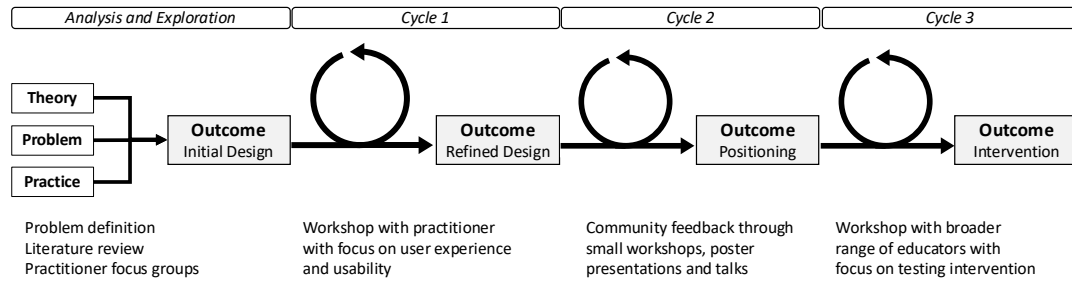 Analysis and Exploration
Cycle 1
Cycle 2
Cycle 3
Theory
Problem
Practice
Outcome
Initial Design
Outcome
Refined Design
Outcome
Positioning
Outcome
Intervention
Problem definition
Literature review
Practitioner focus groups
Workshop with practitioner
with focus on user experience
and usability
Community feedback through
small workshops, poster
presentations and talks
Workshop with broader
range of educators with
focus on testing intervention